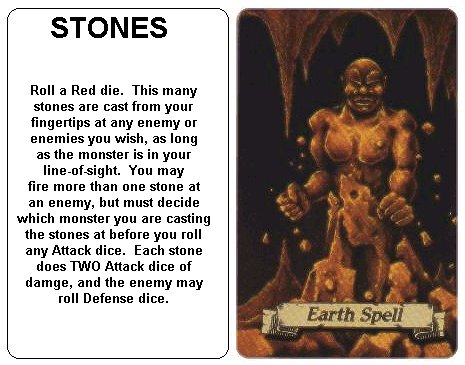 STONES
Roll a Red die.  This many
stones are cast from your
fingertips at any enemy or
enemies you wish, as long
as the monster is in your
line-of-sight.  You may
fire more than one stone at
an enemy, but must decide
which monster you are casting
the stones at before you roll
any Attack dice.  Each stone
does TWO Attack dice of
damge, and the enemy may
roll Defense dice.
Earth Spell